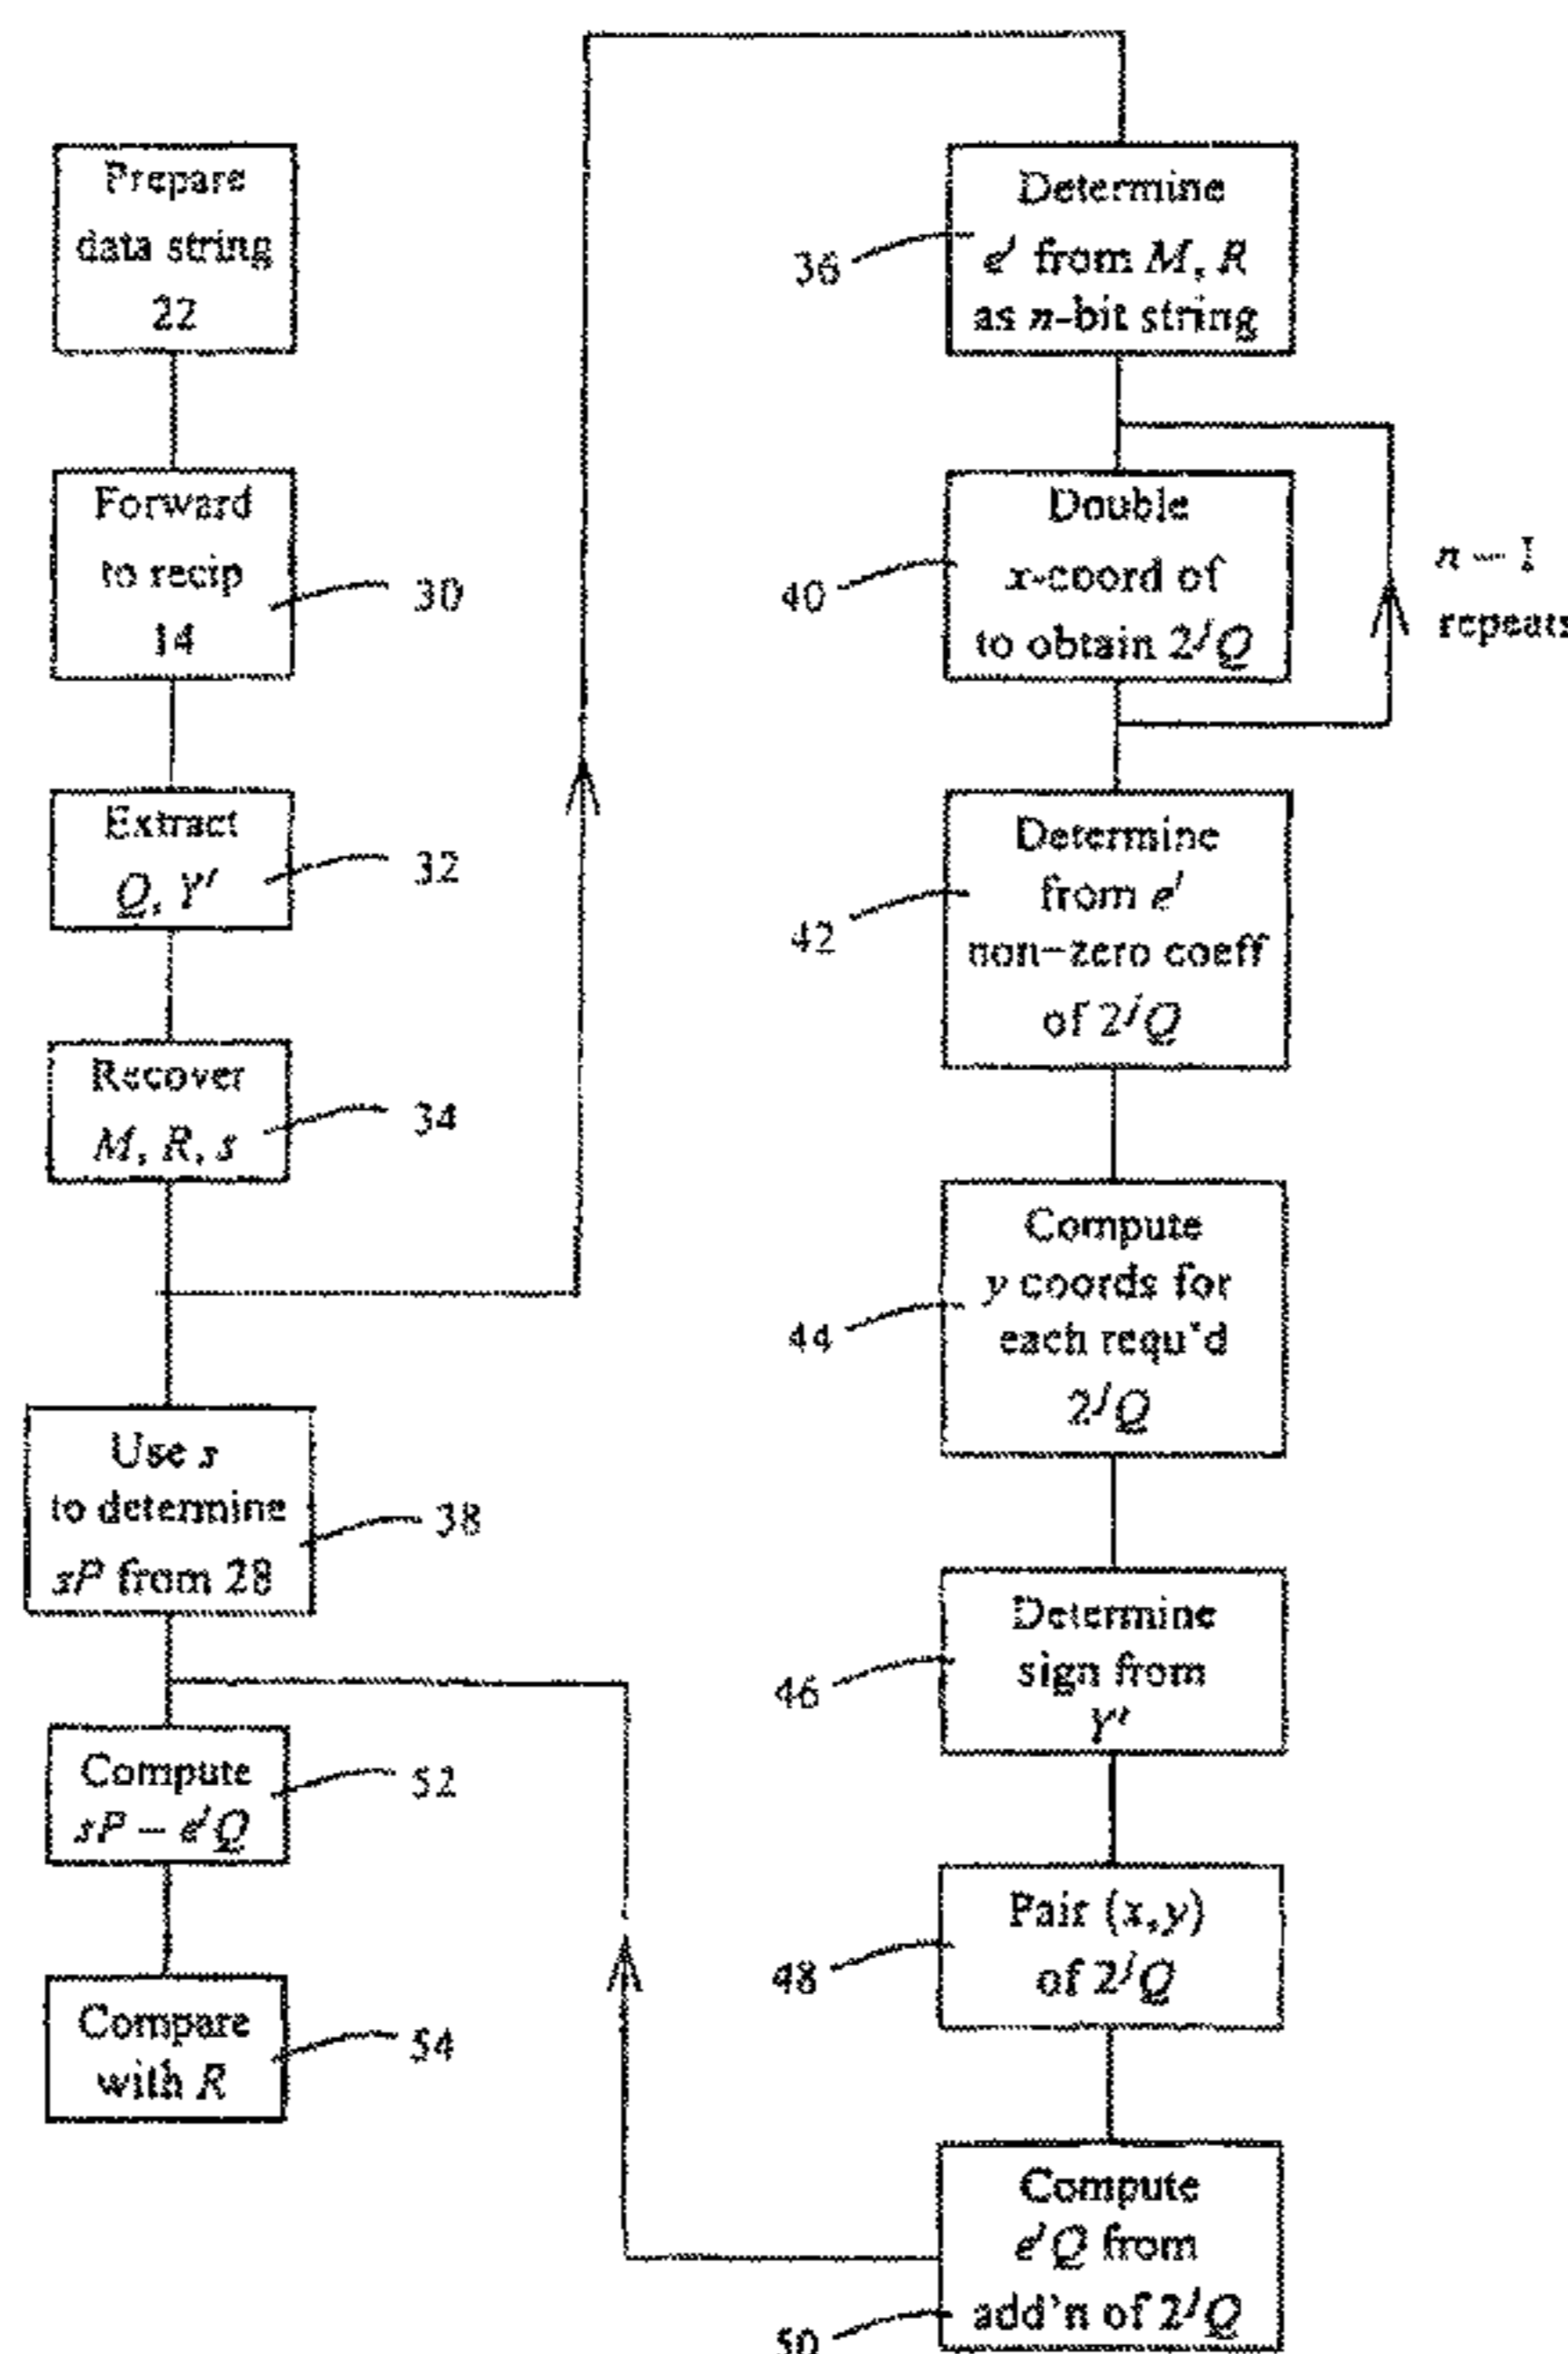 Prepare
data string
22
Forward
to recip
14
30
Extract
Q, Y'
32
Recover
M, R, s
34
Use s
to determine
sP from 28
38
Compute
sP – e'Q
52
Compare
with R
54
Determine
e' from M, R
as n-bit string
36
Double
x-coord of
to obtain 2^jQ
40
n – 1
repeats
Determine
from e'
non-zero coeff
of 2^jQ
42
Compute
y coords for
each requ'd
2^jQ
44
Determine
sign from
Y'
46
Pair (x,y)
of 2^jQ
48
Compute
e'Q from
add'n of 2^jQ
50